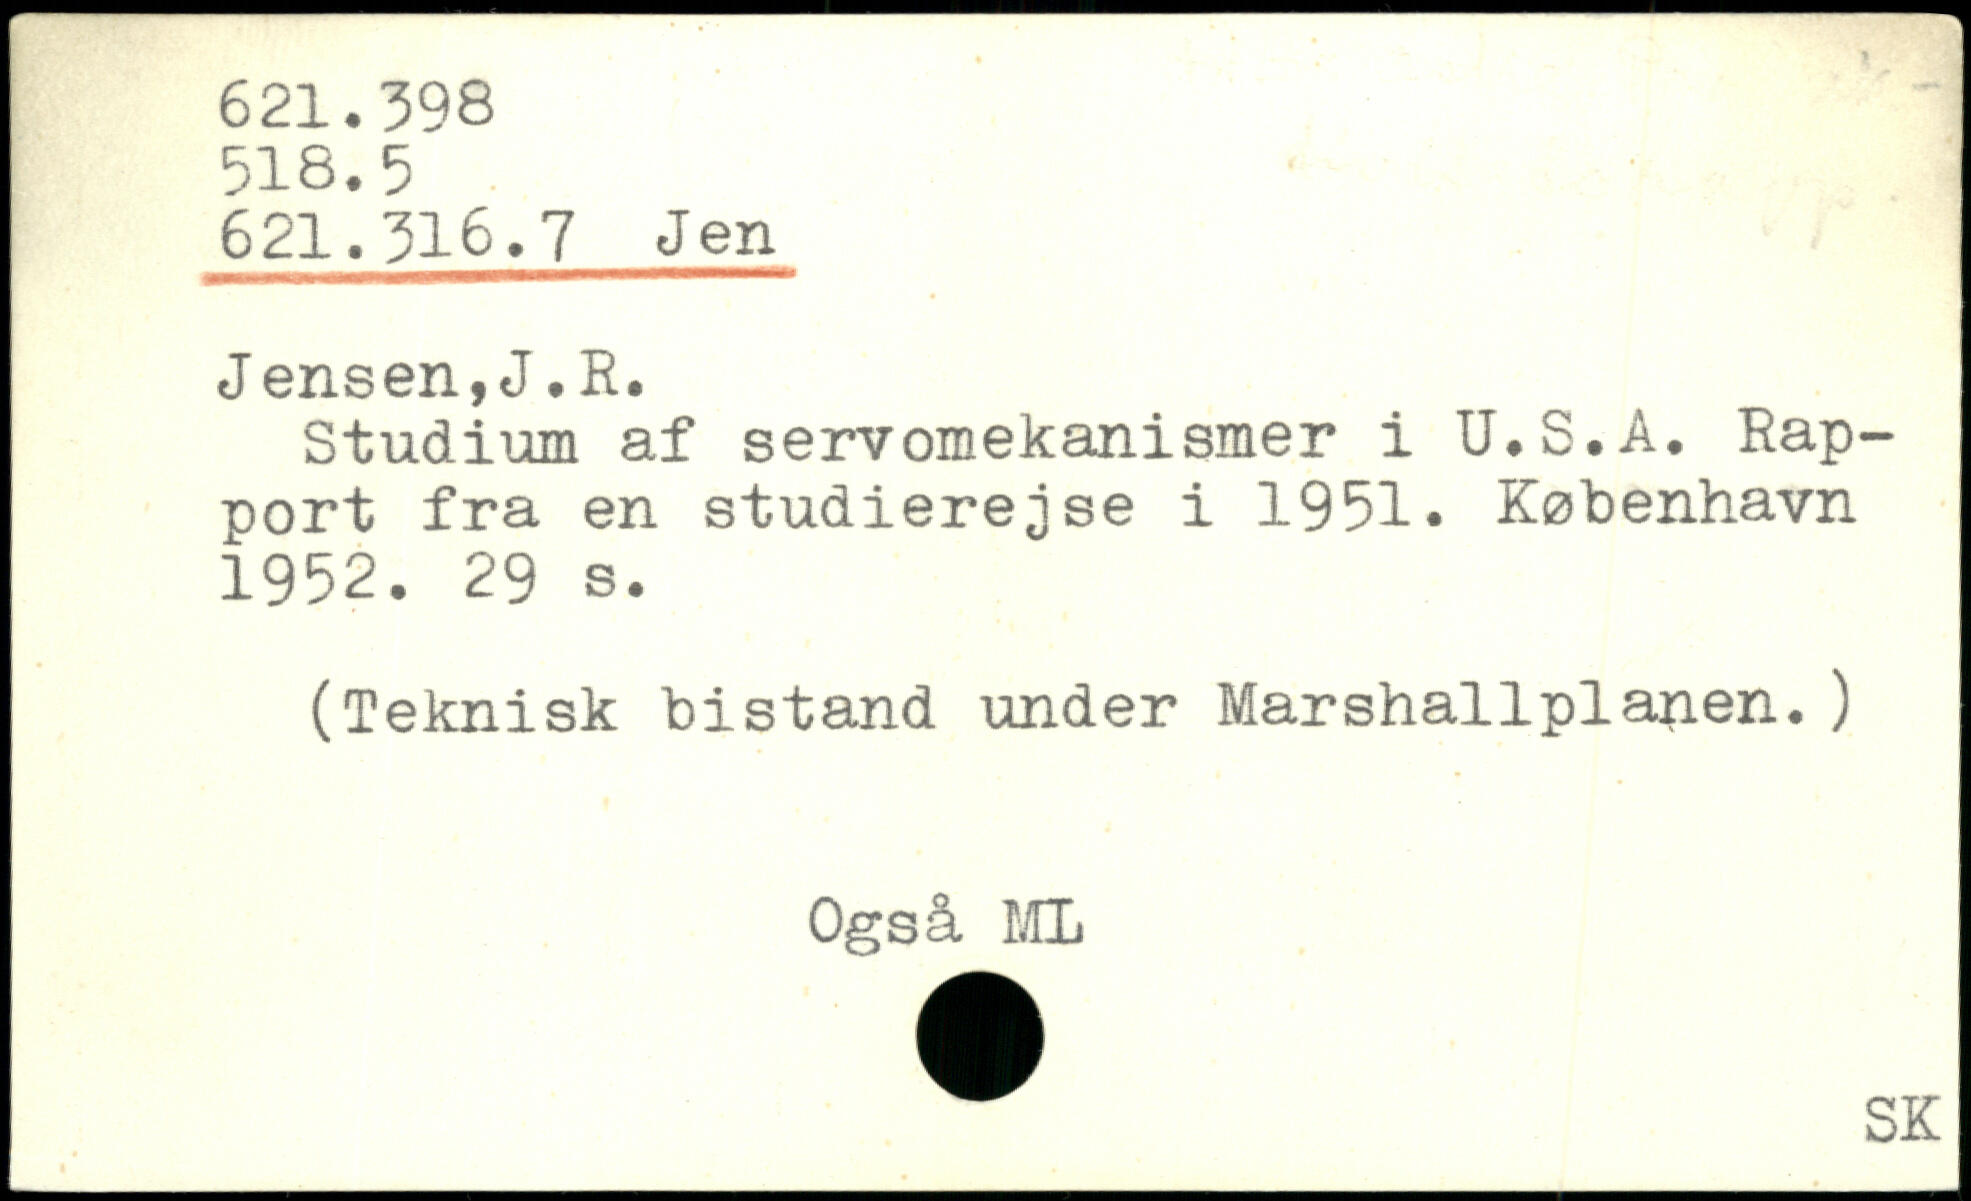 621.398
518.5
621.316.7 Jen
Jensen,J.R.
Studium af servomekanismer i U.S.A. Rap-
port fra en studierejse i 1951. København
1952. 29 s.
(Teknisk bistand under Marshallplanen.)
Også ML
SK